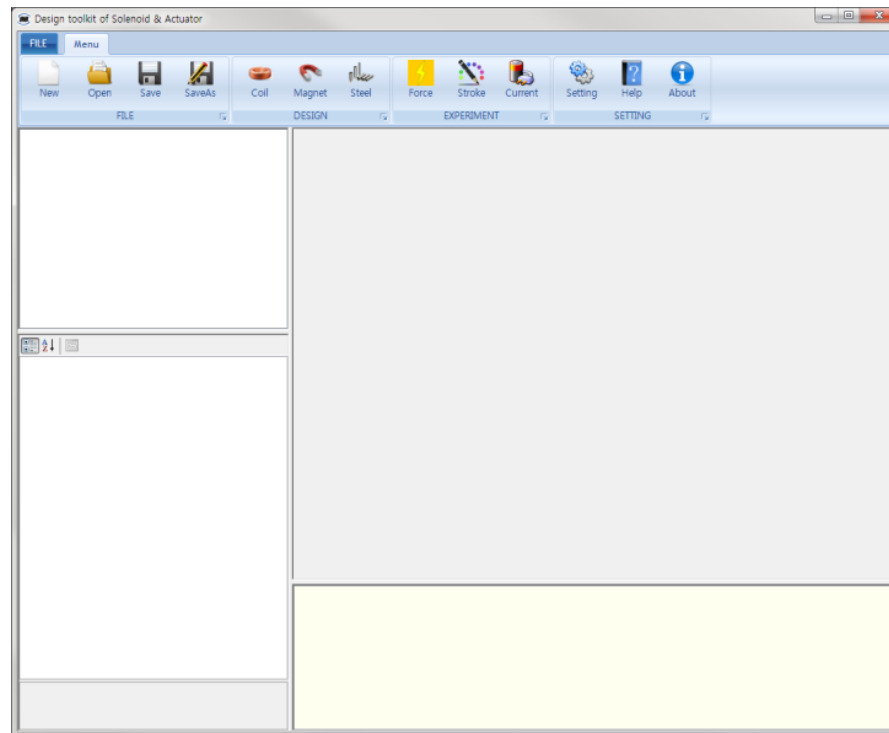 Design toolkit of Solenoid & Actuator
FILE Menu
New Open Save SaveAs Coil Magnet Steel Force Stroke Current Setting Help About
FILE DESIGN EXPERIMENT SETTING